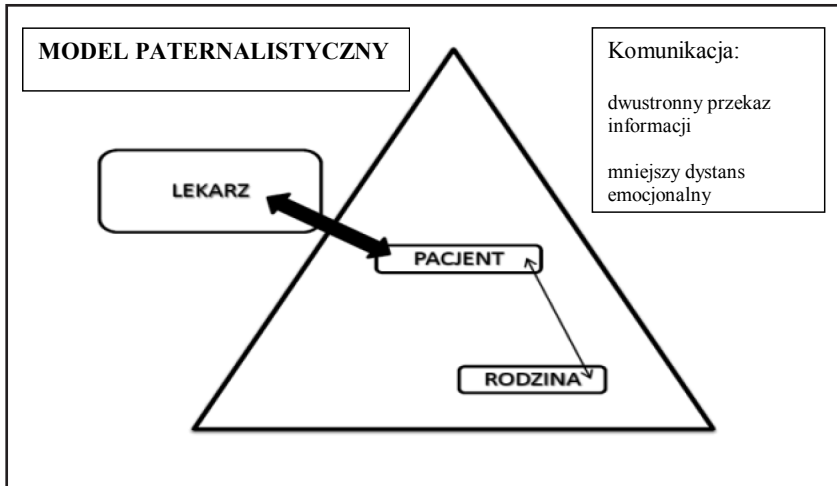 MODEL PATERNALISTYCZNY
Komunikacja:
dwustronny przekaz
informacji
mniejszy dystans
emocjonalny
LEKARZ
PACJENT
RODZINA